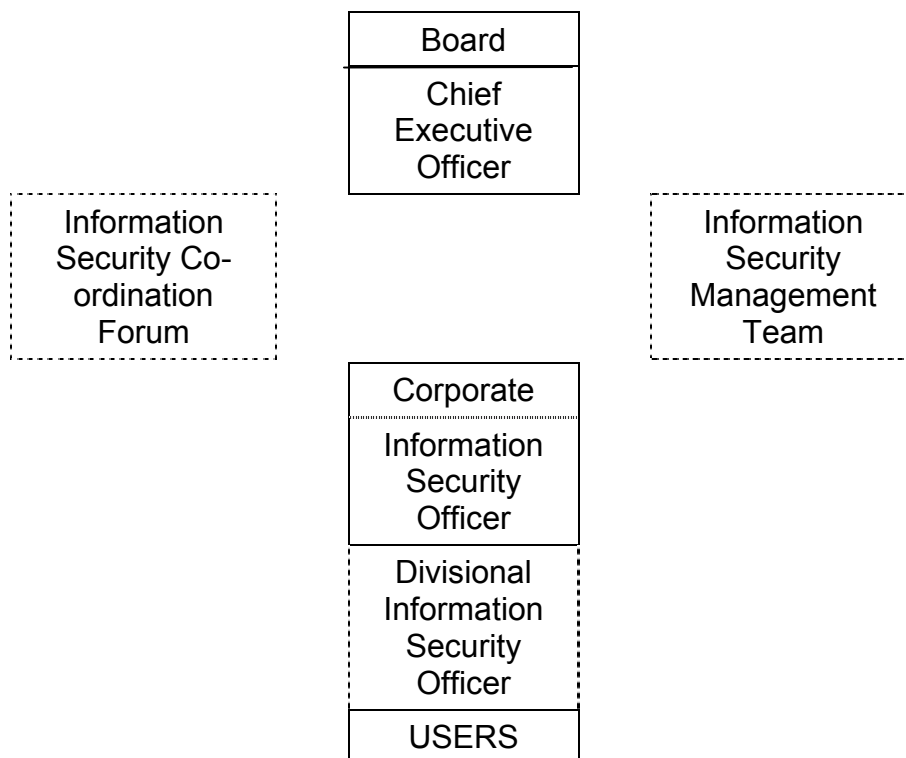 Board
Chief
Executive
Officer
Information
Security Co-
ordination
Forum
Information
Security
Management
Team
Corporate
Information
Security
Officer
Divisional
Information
Security
Officer
USERS